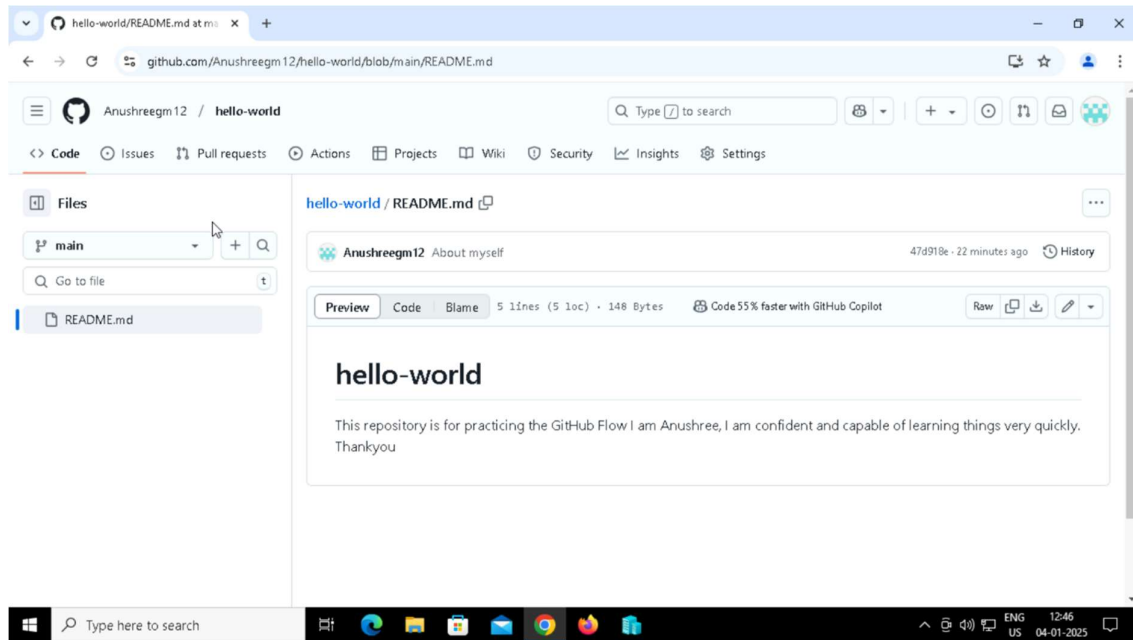 hello-world/README.md at ma
github.com/Anushreegm12/hello-world/blob/main/README.md
Anushreegm12 / hello-world
Type / to search
Code Issues Pull requests Actions Projects Wiki Security Insights Settings
Files
hello-world / README.md
main
Anushreegm12 About myself 47d918e · 22 minutes ago History
Go to file t
README.md
Preview Code Blame 5 lines (5 loc) · 148 Bytes Code 55% faster with GitHub Copilot Raw
hello-world
This repository is for practicing the GitHub Flow I am Anushree, I am confident and capable of learning things very quickly.
Thankyou
Type here to search
ENG
US
12:46
04-01-2025